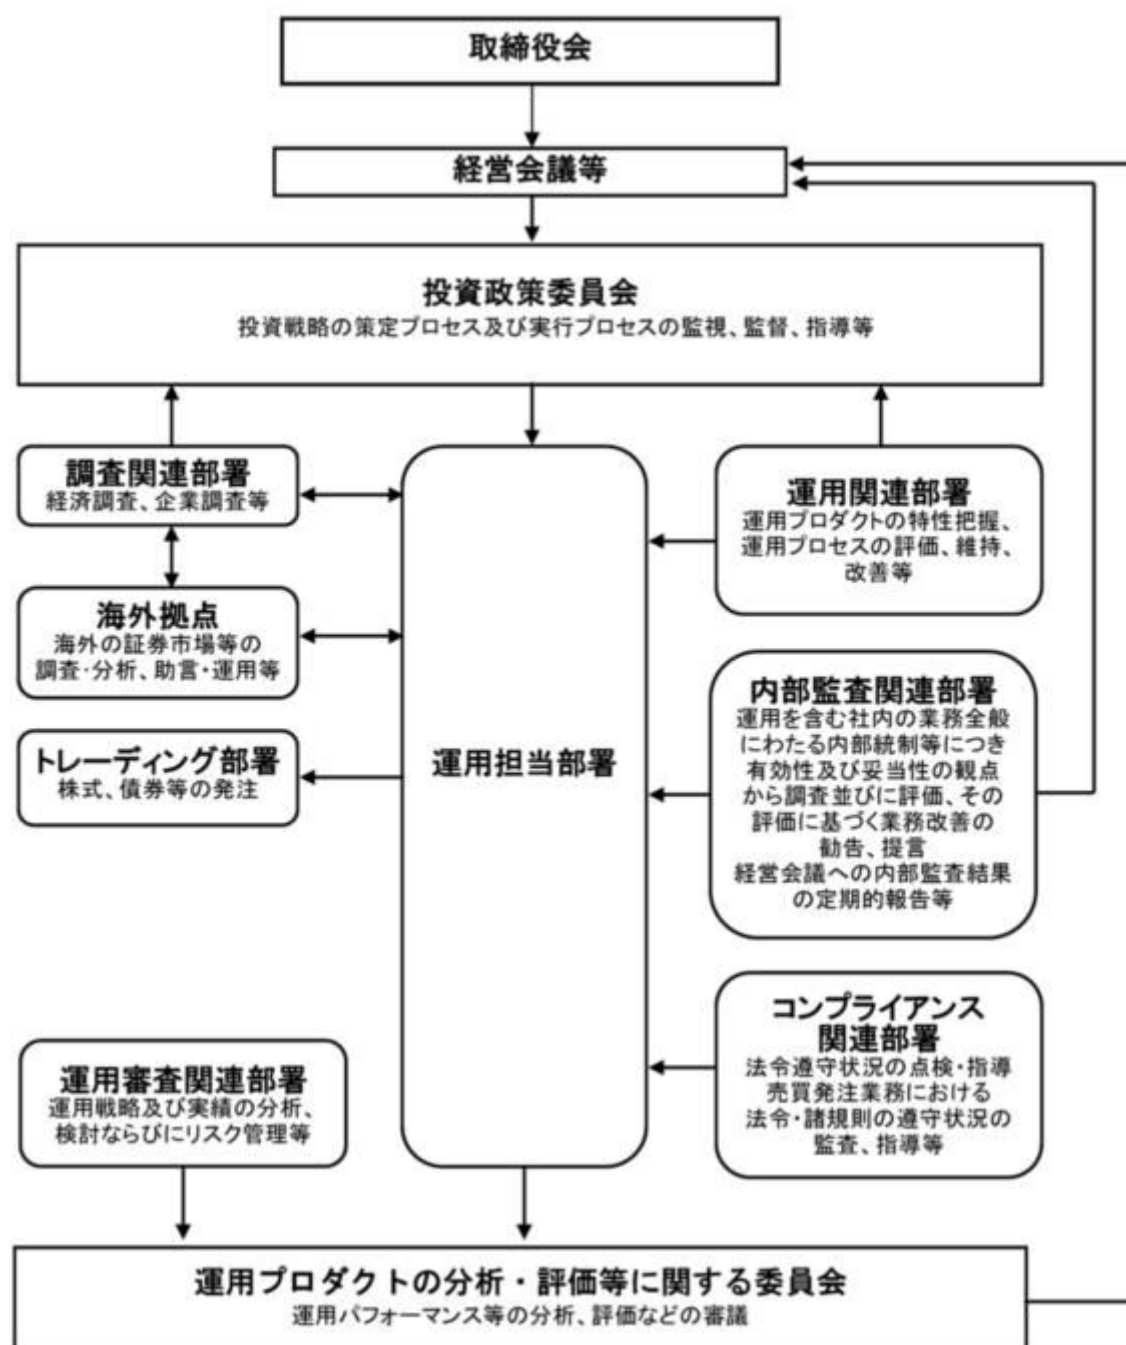 取締役会
経営会議等
投資政策委員会
投資戦略の策定プロセス及び実行プロセスの監視、監督、指導等
調査関連部署
経済調査、企業調査等
海外拠点
海外の証券市場等の
調査・分析、助言・運用等
トレーディング部署
株式、債券等の発注
運用担当部署
運用関連部署
運用プロダクトの特性把握、
運用プロセスの評価、維持、
改善等
内部監査関連部署
運用を含む社内の業務全般
にわたる内部統制等につき
有効性及び妥当性の観点
から調査並びに評価、その
評価に基づく業務改善の
勧告、提言
経営会議への内部監査結果
の定期的報告等
コンプライアンス
関連部署
法令遵守状況の点検・指導
売買発注業務における
法令・諸規則の遵守状況の
監査、指導等
運用審査関連部署
運用戦略及び実績の分析、
検討ならびにリスク管理等
運用プロダクトの分析・評価等に関する委員会
運用パフォーマンス等の分析、評価などの審議